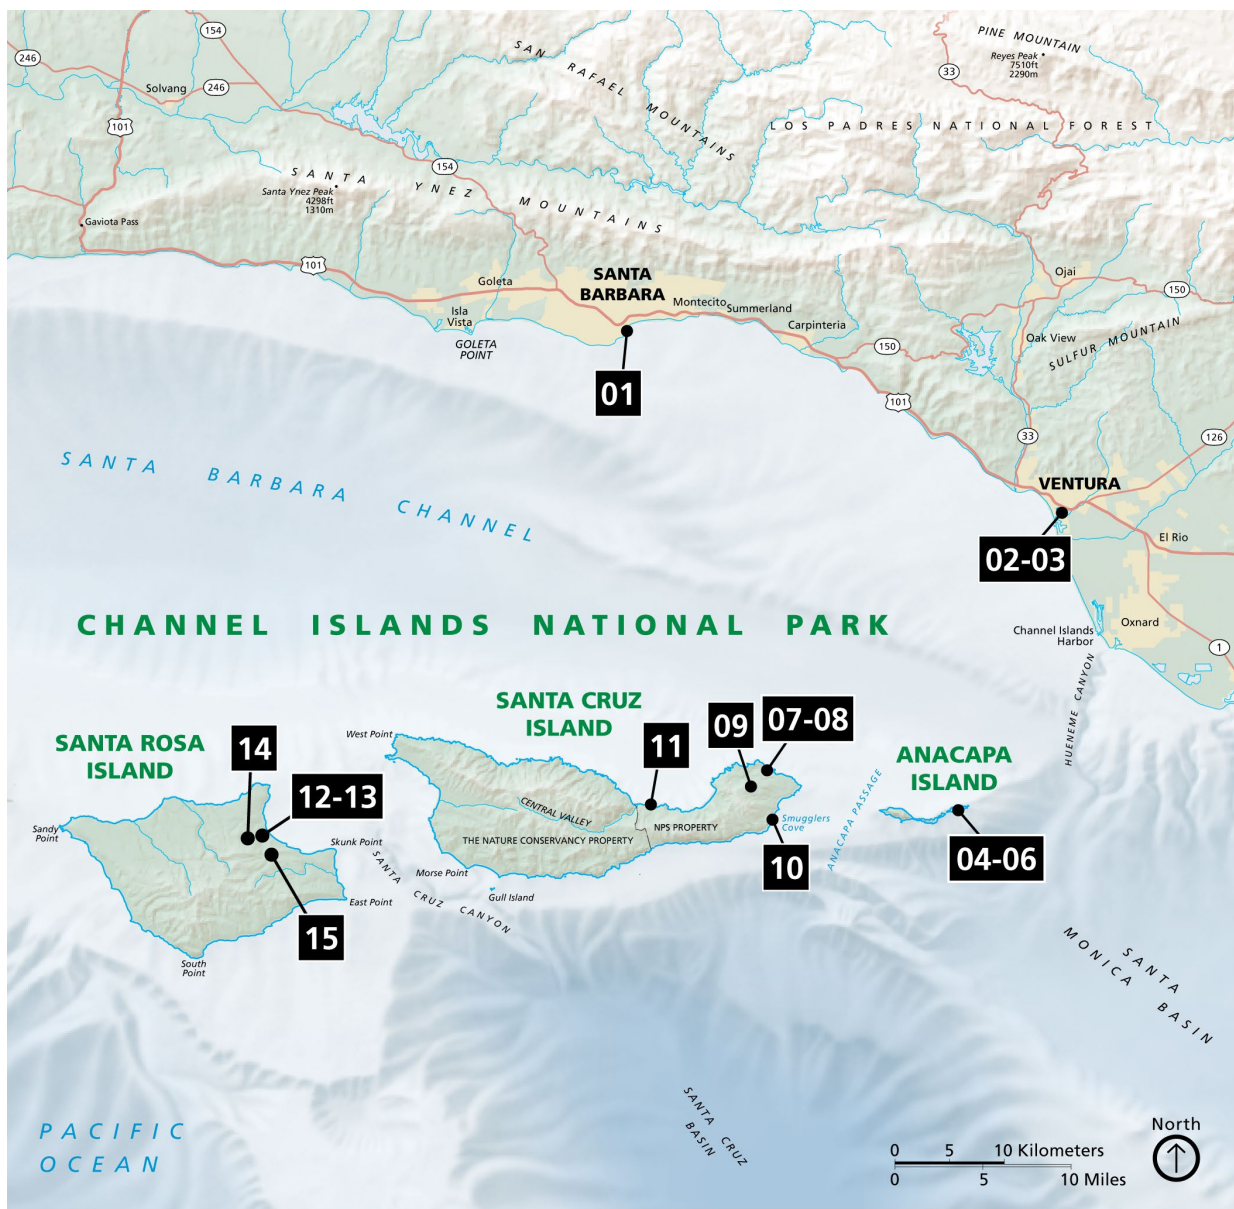 154
246
Solvang
246
101
SAN RAFAEL MOUNTAINS
PINE MOUNTAIN
Reyes Peak
7510ft
2290m
33
LOS PADRES NATIONAL FOREST
154
SANTA YNEZ MOUNTAINS
Santa Ynez Peak
4298ft
1310m
Gaviota Pass
101
Goleta
SANTA
BARBARA
Montecito
Summerland
Carpinteria
Isla
Vista
GOLETA
POINT
01
Ojai
150
150
Oak View
SULFUR MOUNTAIN
101
33
126
SANTA BARBARA CHANNEL
VENTURA
02-03
El Rio
CHANNEL ISLANDS NATIONAL PARK
Channel Islands
Harbor
Oxnard
1
HUENEME CANYON
SANTA CRUZ
ISLAND
SANTA ROSA
ISLAND
14
12-13
West Point
11
09
07-08
ANACAPA
ISLAND
ANACAPA PASSAGE
Sandy
Point
Skunk Point
CENTRAL VALLEY
THE NATURE CONSERVANCY PROPERTY
NPS PROPERTY
Smugglers
Cove
10
04-06
Morse Point
Gull Island
SANTA CRUZ CANYON
East Point
15
South
Point
SANTA
MONICA BASIN
SANTA CRUZ
BASIN
PACIFIC
OCEAN
North
0 5 10 Kilometers
0 5 10 Miles